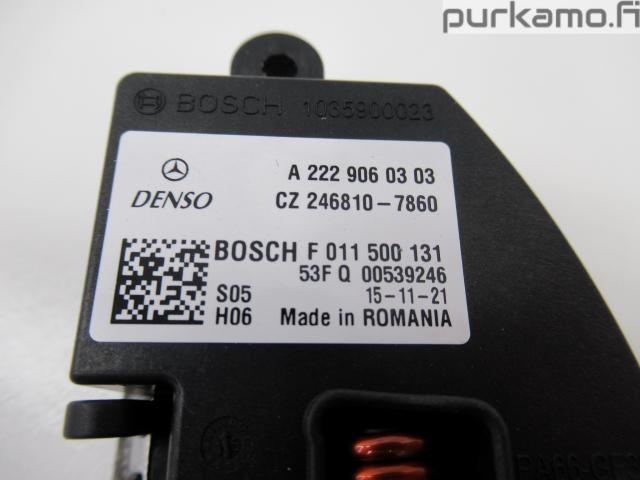 purkamo.fi
BOSCH 1035900023
A 222 906 03 03
DENSO CZ 246810-7860
BOSCH F 011 500 131
53F Q 00539246
S05 15-11-21
H06 Made in ROMANIA